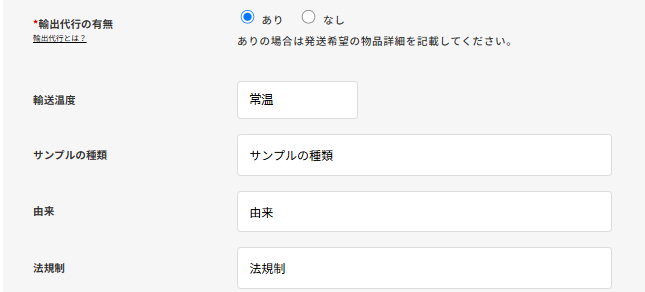 *輸出代行の有無
あり なし
輸出代行とは？
ありの場合は発送希望の物品詳細を記載してください。
輸送温度
常温
サンプルの種類
サンプルの種類
由来
由来
法規制
法規制